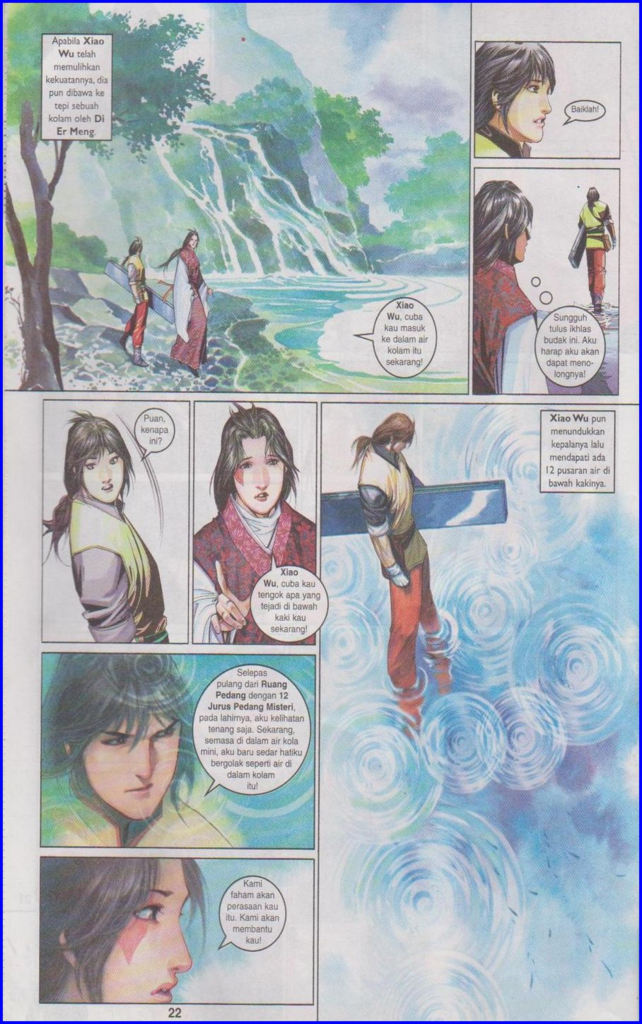 Apabila Xiao
Wu telah
memulihkan
kekuatannya, dia
pun dibawa ke
tepi sebuah
kolam oleh Di
Er Meng.
Xiao
Wu, cuba
kau masuk
ke dalam air
kolam itu
sekarang!
Baiklah!
Sungguh
tulus ikhlas
budak ini. Aku
harap aku akan
dapat meno-
longnya!
Puan,
kenapa
ini?
Xiao
Wu, cuba kau
tengok apa yang
tejadi di bawah
kaki kau
sekarang!
Xiao Wu pun
menundukkan
kepalanya lalu
mendapati ada
12 pusaran air di
bawah kakinya.
Selepas
pulang dari Ruang
Pedang dengan 12
Jurus Pedang Misteri,
pada lahirnya, aku kelihatan
tenang saja. Sekarang,
semasa di dalam air kola
mini, aku baru sedar hatiku
bergolak seperti air di
dalam kolam
itu!
Kami
faham akan
perasaan kau
itu. Kami akan
membantu
kau!
22